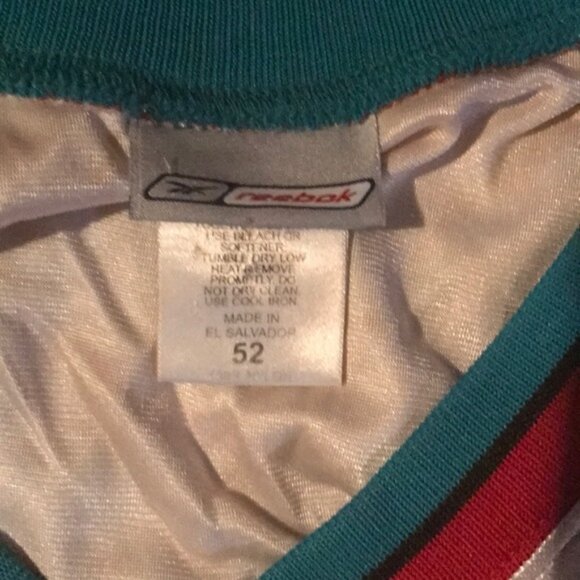 Reebok
USE BLEACH OR
SOFTENER.
TUMBLE DRY LOW
HEAT REMOVE
PROMPTLY, DO
NOT DRY CLEAN.
USE COOL IRON.
MADE IN
EL SALVADOR
52